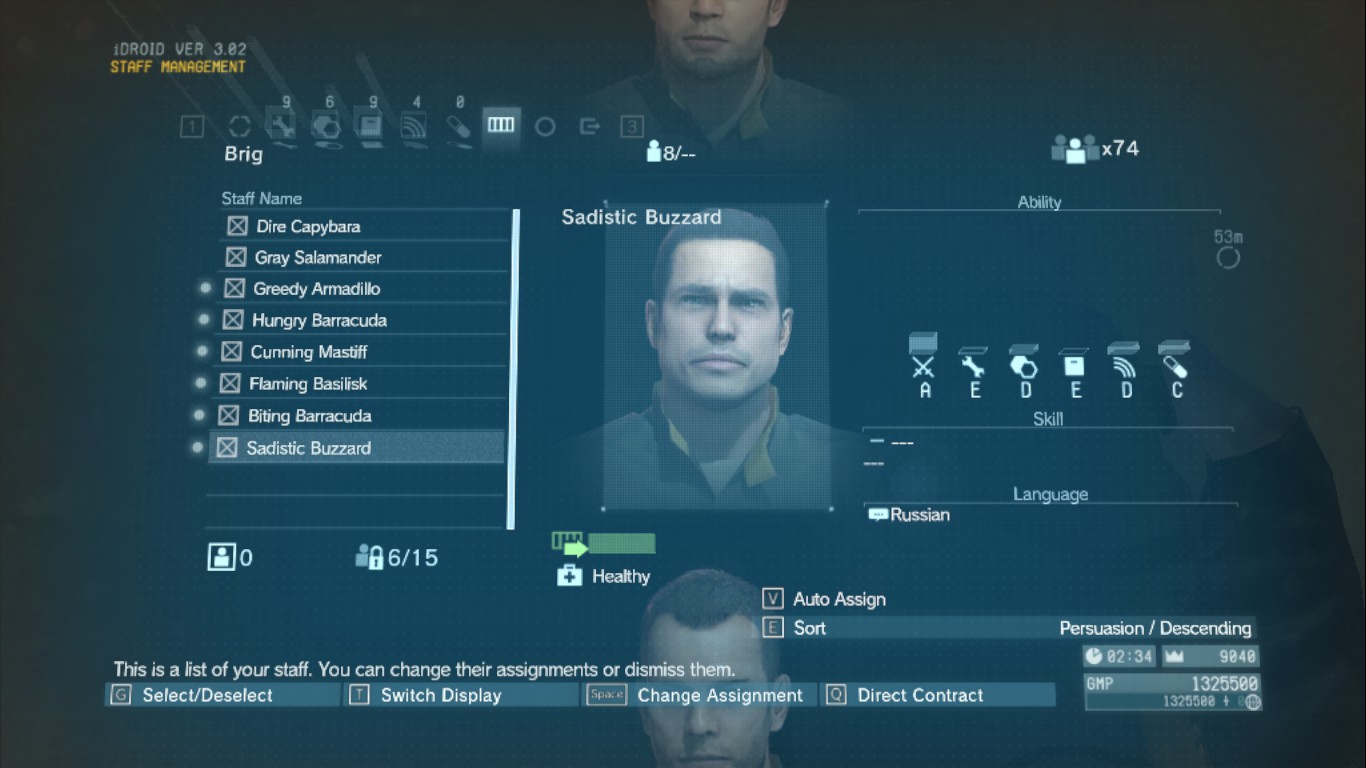 iDROID VER 3.02
STAFF MANAGEMENT
9 6 9 4 0
1 3
Brig 8/-- x74
Staff Name
Dire Capybara
Gray Salamander
Greedy Armadillo
Hungry Barracuda
Cunning Mastiff
Flaming Basilisk
Biting Barracuda
Sadistic Buzzard
0 6/15
Sadistic Buzzard
Healthy
Ability
53m
A E D E D C
Skill
— ---
---
Language
Russian
V Auto Assign
E Sort Persuasion / Descending
02:34 9040
GMP 1325500
1325500 + 0
This is a list of your staff. You can change their assignments or dismiss them.
G Select/Deselect T Switch Display Space Change Assignment Q Direct Contract